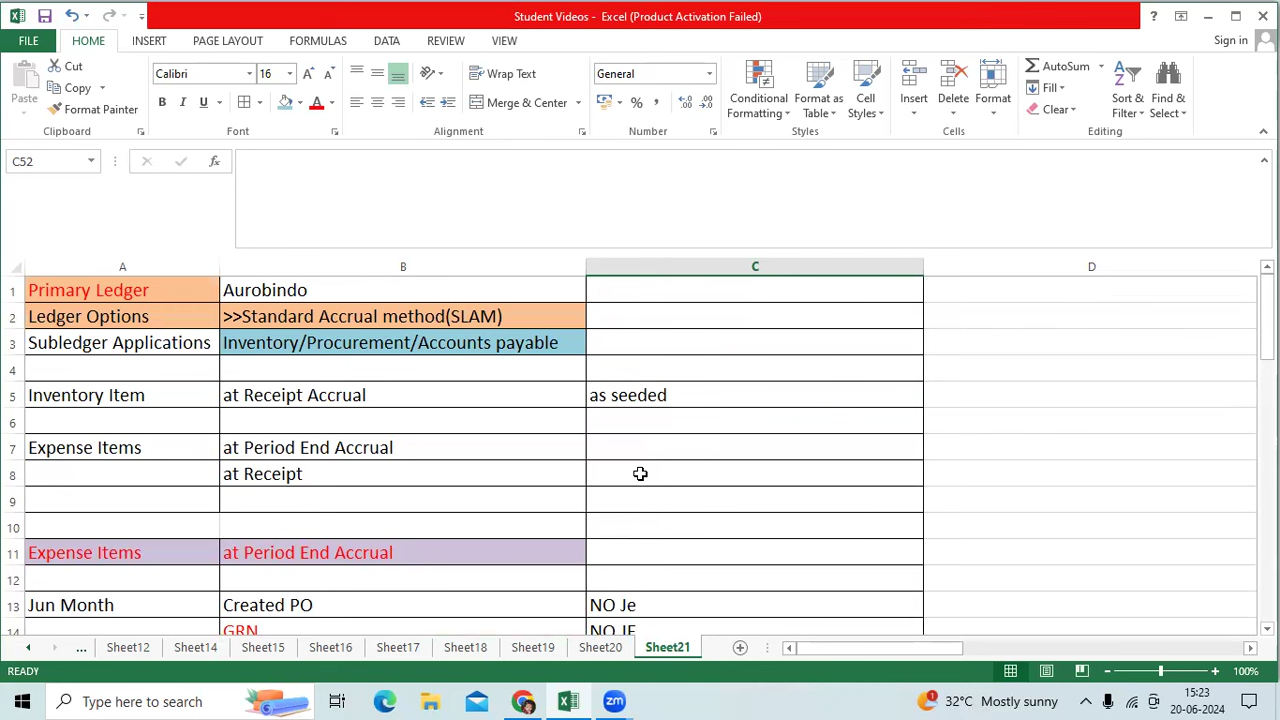 Student Videos - Excel (Product Activation Failed)
?
FILE HOME INSERT PAGE LAYOUT FORMULAS DATA REVIEW VIEW
Sign in
Paste
Cut
Copy
Format Painter
Clipboard
Calibri 16
B I U
Font
Wrap Text
Merge & Center
Alignment
General
Number
Conditional Formatting
Format as Table
Cell Styles
Styles
Insert
Delete
Format
Cells
AutoSum
Fill
Clear
Sort & Filter
Find & Select
Editing
C52
A B C D
1 Primary Ledger Aurobindo
2 Ledger Options >>Standard Accrual method(SLAM)
3 Subledger Applications Inventory/Procurement/Accounts payable
4
5 Inventory Item at Receipt Accrual as seeded
6
7 Expense Items at Period End Accrual
8 at Receipt
9
10
11 Expense Items at Period End Accrual
12
13 Jun Month Created PO NO Je
14 GRN NO JE
... Sheet12 Sheet14 Sheet15 Sheet16 Sheet17 Sheet18 Sheet19 Sheet20 Sheet21
READY
100%
Type here to search
zm
1
32°C Mostly sunny
5:23
20-06-2024